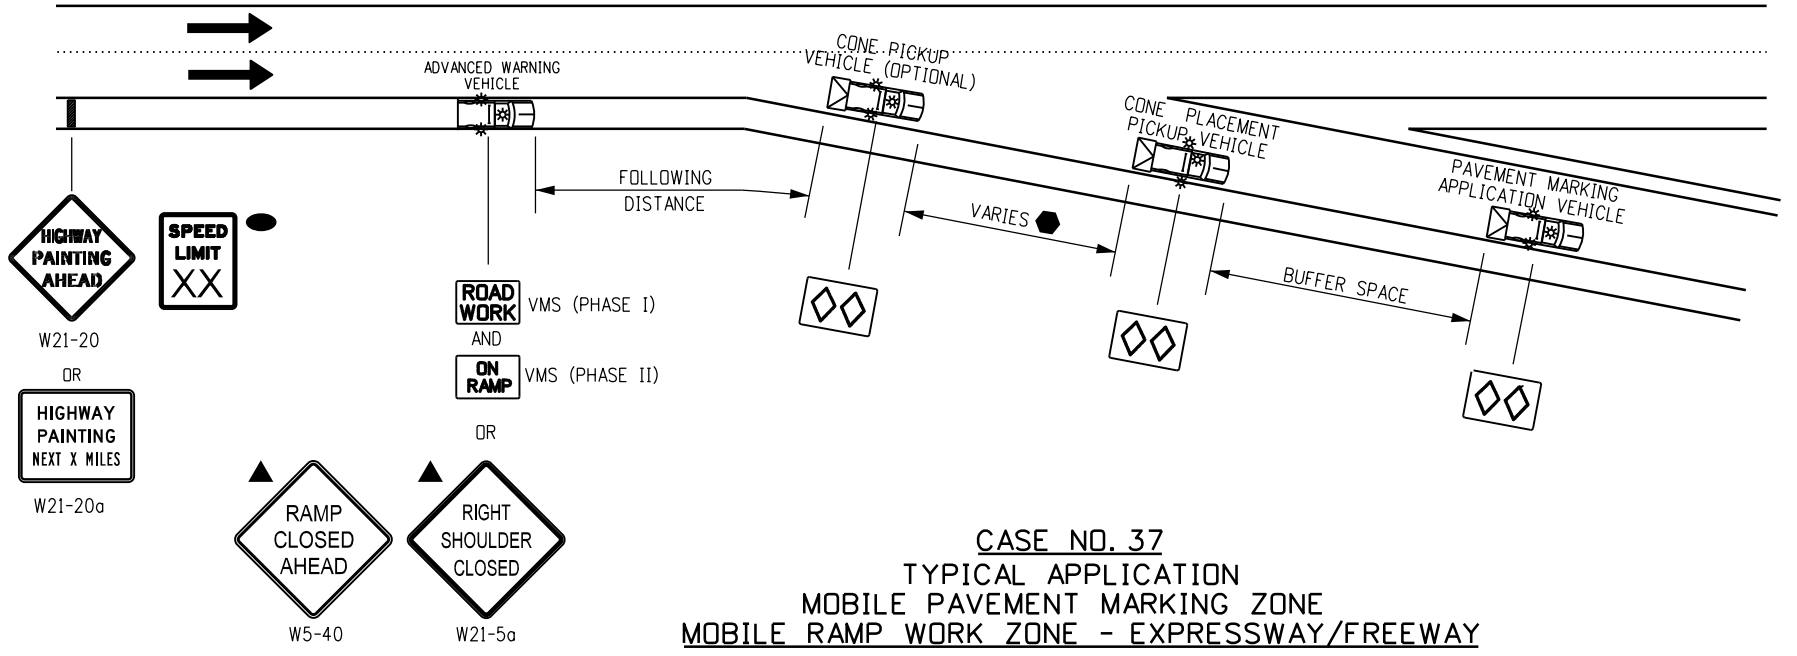 ADVANCED WARNING
VEHICLE
CONE PICKUP
VEHICLE (OPTIONAL)
CONE PLACEMENT
PICKUP VEHICLE
PAVEMENT MARKING
APPLICATION VEHICLE
FOLLOWING
DISTANCE
VARIES
BUFFER SPACE
HIGHWAY
PAINTING
AHEAD
W21-20
OR
HIGHWAY
PAINTING
NEXT X MILES
W21-20a
SPEED
LIMIT
XX
ROAD
WORK
VMS (PHASE I)
AND
ON
RAMP
VMS (PHASE II)
OR
RAMP
CLOSED
AHEAD
W5-40
RIGHT
SHOULDER
CLOSED
W21-5a
CASE NO. 37
TYPICAL APPLICATION
MOBILE PAVEMENT MARKING ZONE
MOBILE RAMP WORK ZONE - EXPRESSWAY/FREEWAY